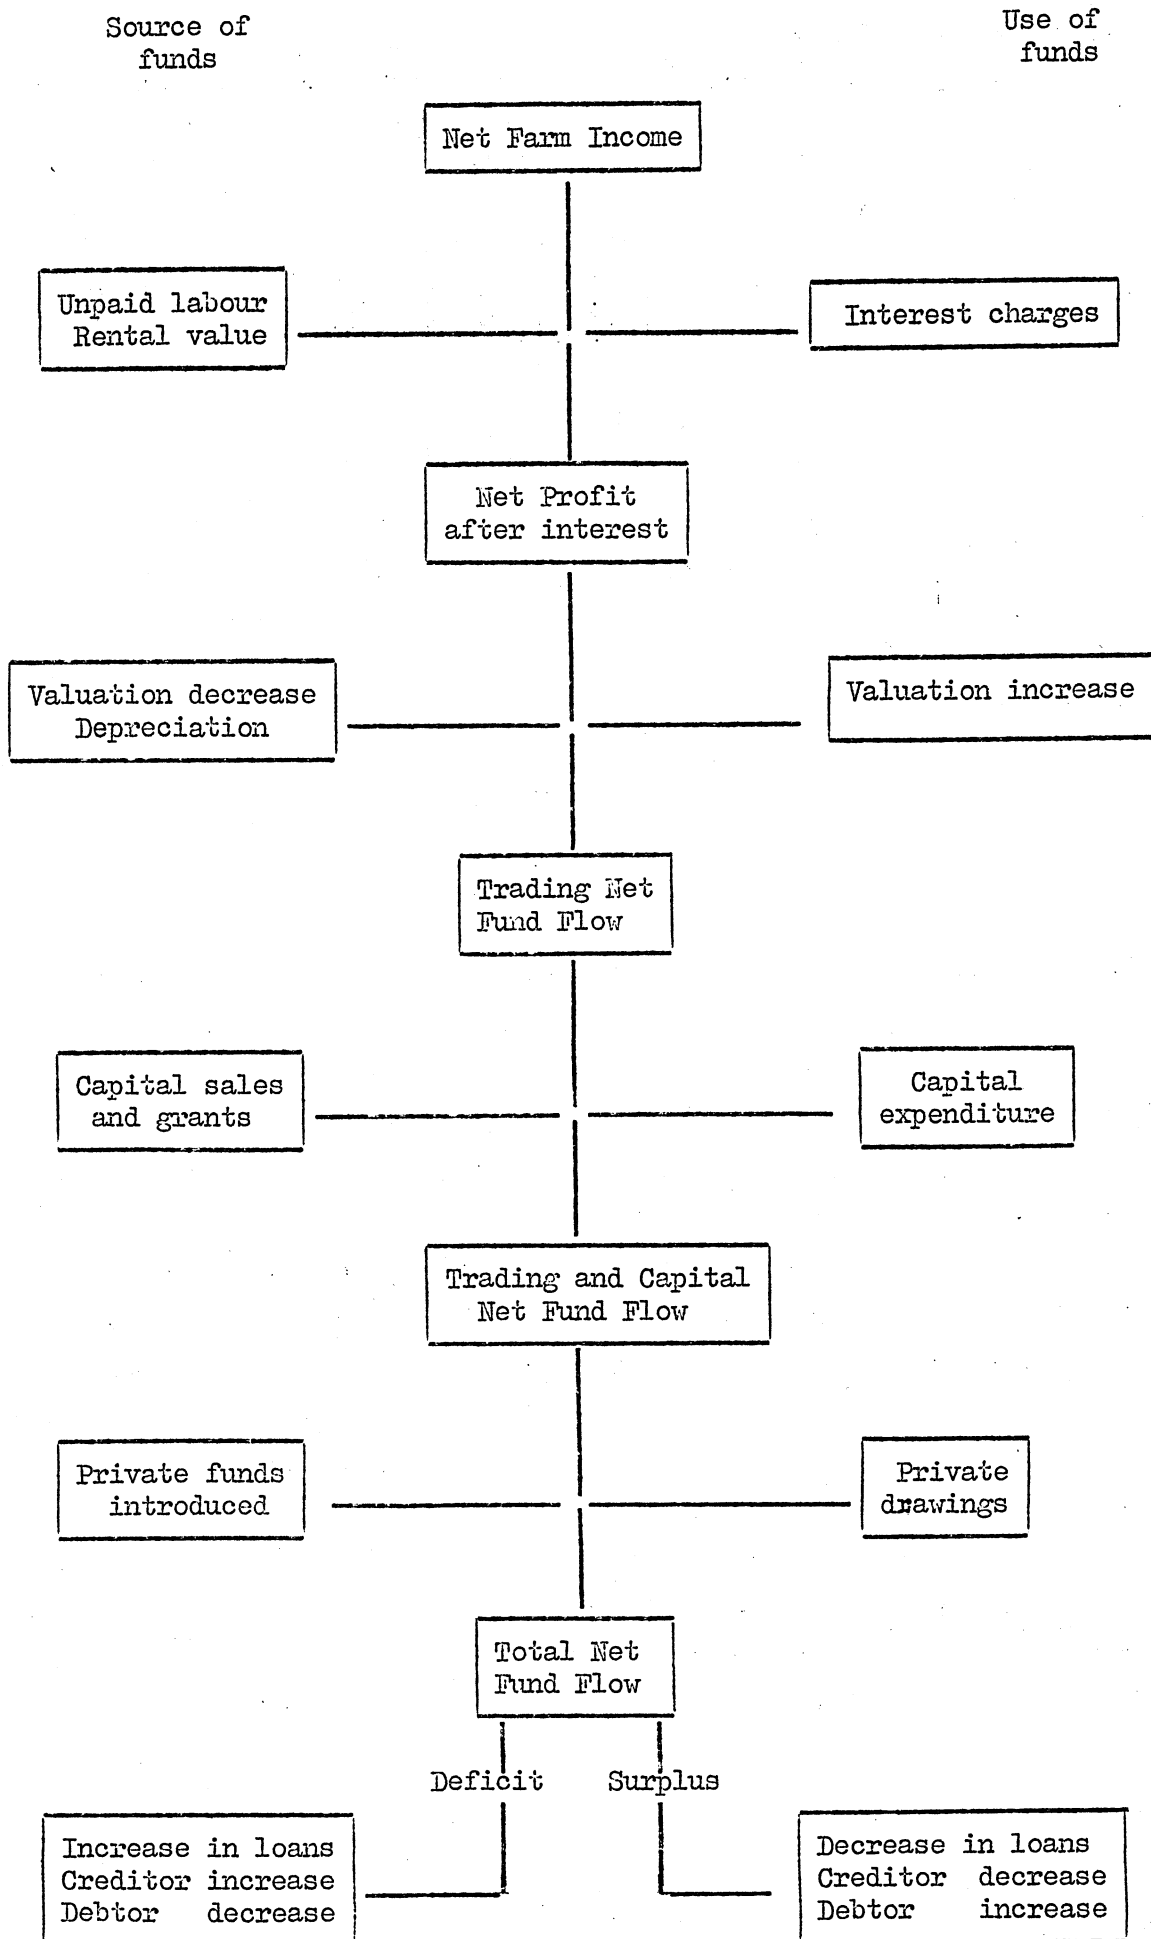 Source of
funds
Use of
funds
Net Farm Income
Unpaid labour
Rental value
Interest charges
Net Profit
after interest
Valuation decrease
Depreciation
Valuation increase
Trading Net
Fund Flow
Capital sales
and grants
Capital
expenditure
Trading and Capital
Net Fund Flow
Private funds
introduced
Private
drawings
Total Net
Fund Flow
Deficit
Surplus
Increase in loans
Creditor increase
Debtor decrease
Decrease in loans
Creditor decrease
Debtor increase